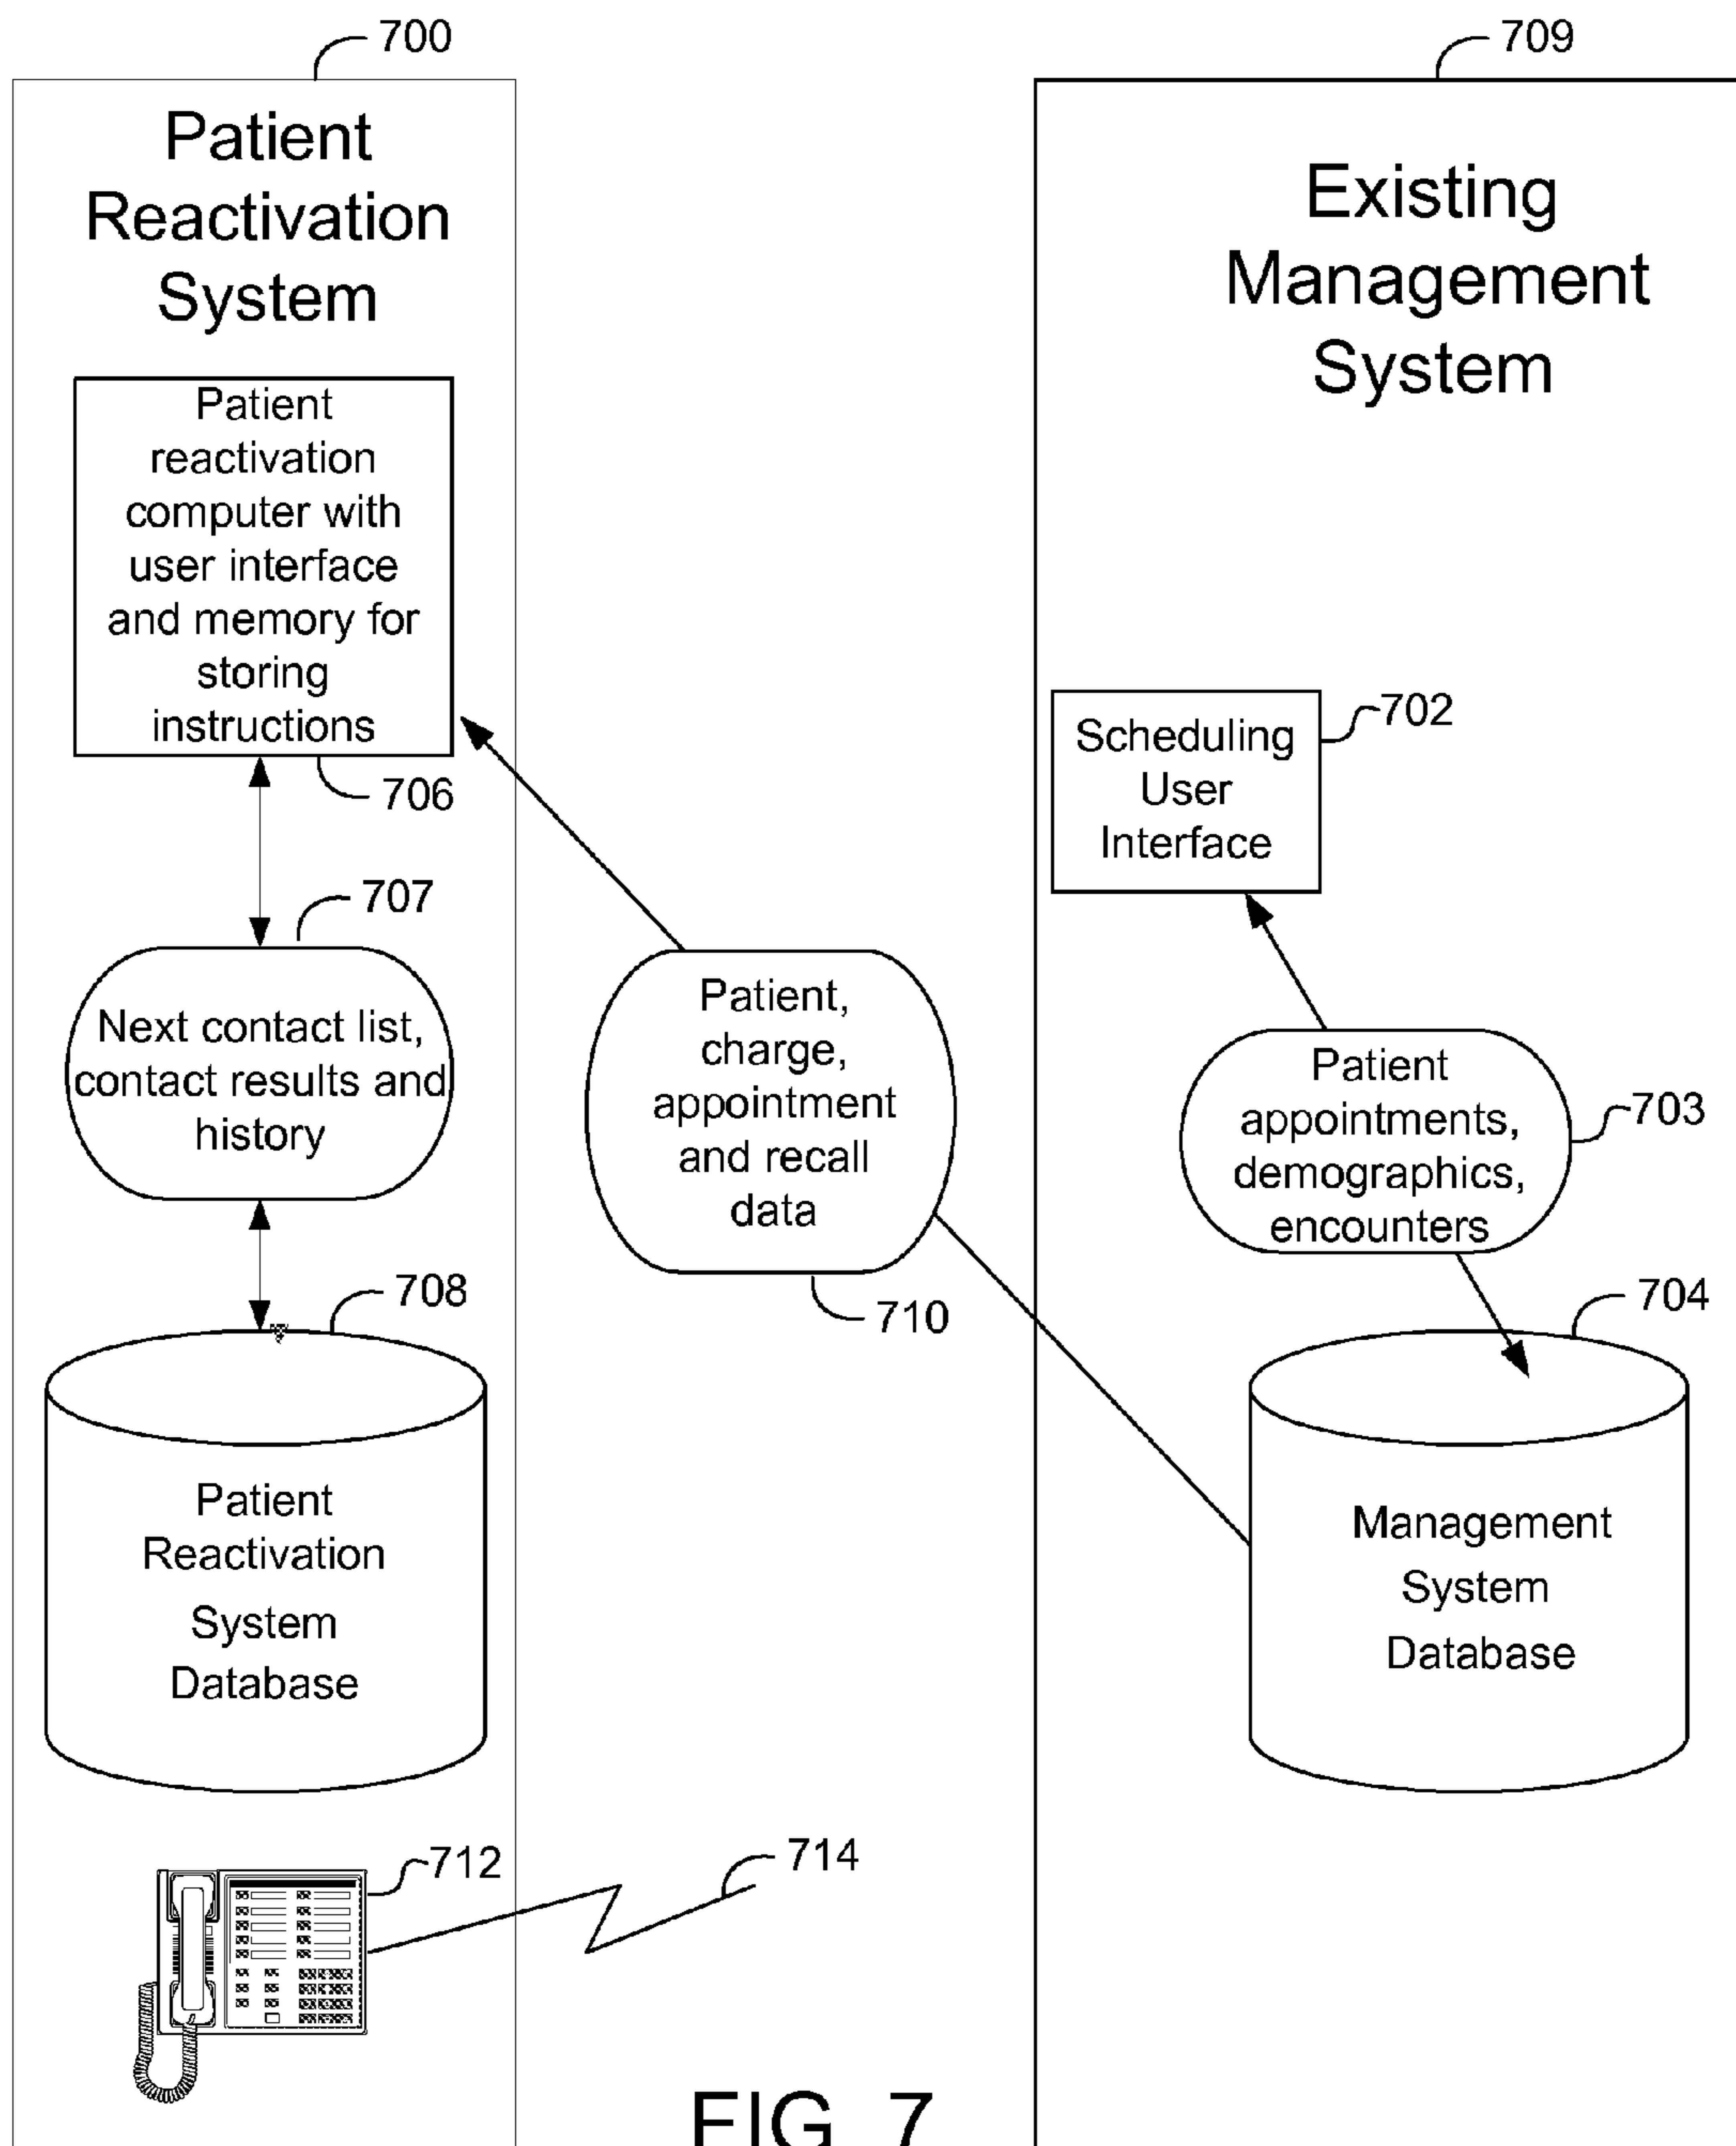 700
Patient
Reactivation
System
Patient
reactivation
computer with
user interface
and memory for
storing
instructions
706
707
Next contact list,
contact results and
history
708
Patient
Reactivation
System
Database
712
714
Patient,
charge,
appointment
and recall
data
710
709
Existing
Management
System
702
Scheduling
User
Interface
Patient
appointments,
demographics,
encounters
703
704
Management
System
Database
FIG. 7